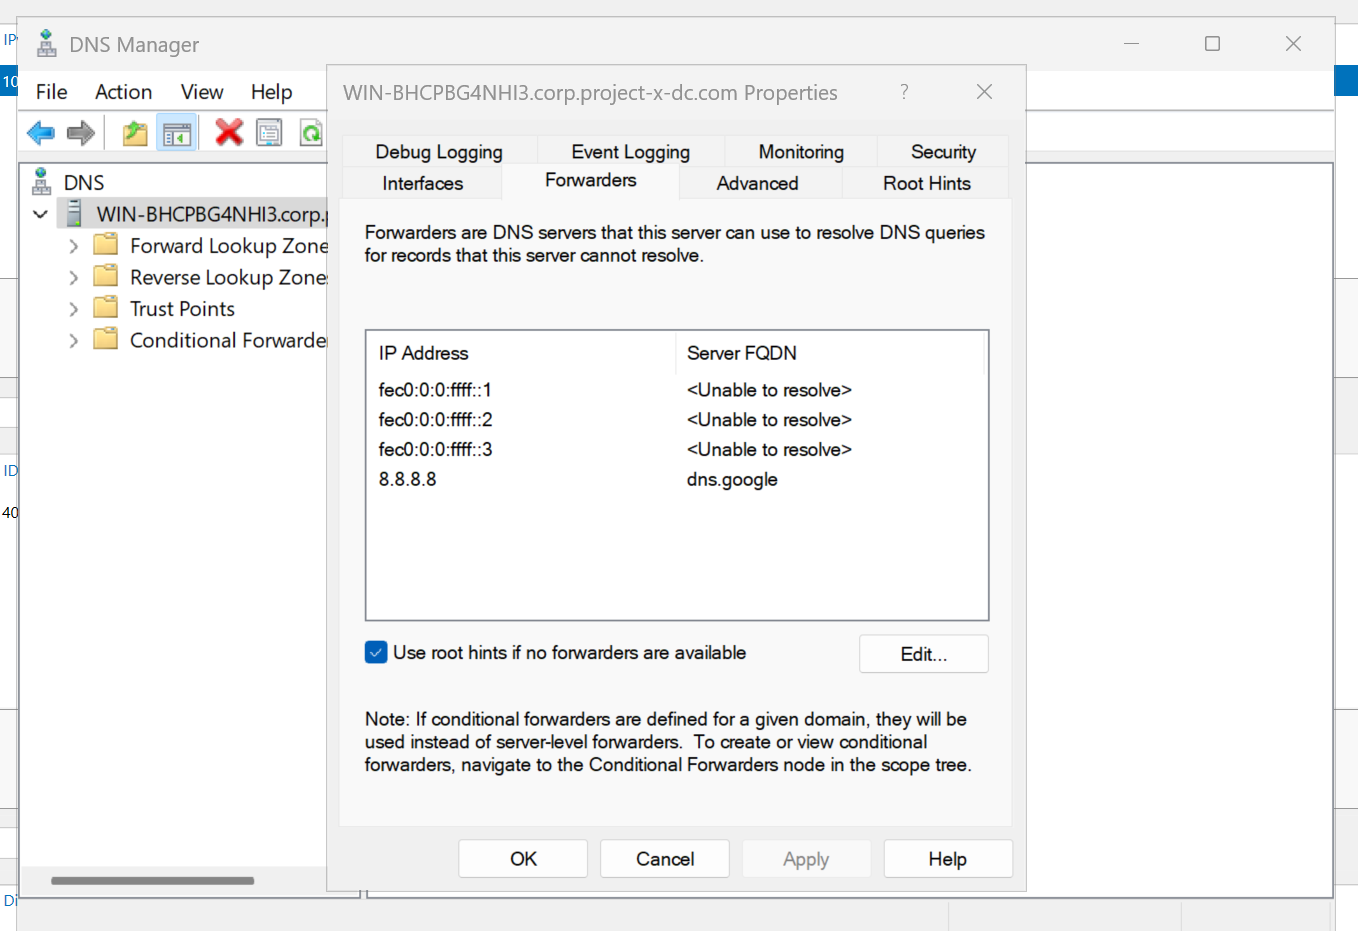 DNS Manager
File Action View Help
DNS
WIN-BHCPBG4NHI3.corp.p
Forward Lookup Zone
Reverse Lookup Zone
Trust Points
Conditional Forwarde
WIN-BHCPBG4NHI3.corp.project-x-dc.com Properties ?
Debug Logging Event Logging Monitoring Security
Interfaces Forwarders Advanced Root Hints
Forwarders are DNS servers that this server can use to resolve DNS queries
for records that this server cannot resolve.
IP Address Server FQDN
fec0:0:0:ffff::1 <Unable to resolve>
fec0:0:0:ffff::2 <Unable to resolve>
fec0:0:0:ffff::3 <Unable to resolve>
8.8.8.8 dns.google
Use root hints if no forwarders are available
Edit...
Note: If conditional forwarders are defined for a given domain, they will be
used instead of server-level forwarders. To create or view conditional
forwarders, navigate to the Conditional Forwarders node in the scope tree.
OK Cancel Apply Help
IP
10
ID
40
Di